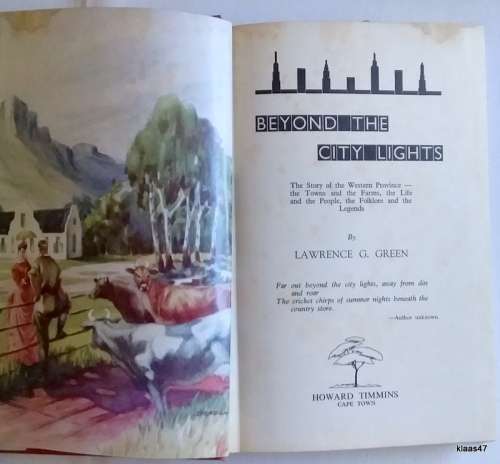 BEYOND THE
CITY LIGHTS
The Story of the Western Province —
the Towns and the Farms, the Life
and the People, the Folklore and the
Legends
By
LAWRENCE G. GREEN
Far out beyond the city lights, away from din
and roar
The cricket chirps of summer nights beneath the
country store.
—Author unknown.
HOWARD TIMMINS
CAPE TOWN
klaas47